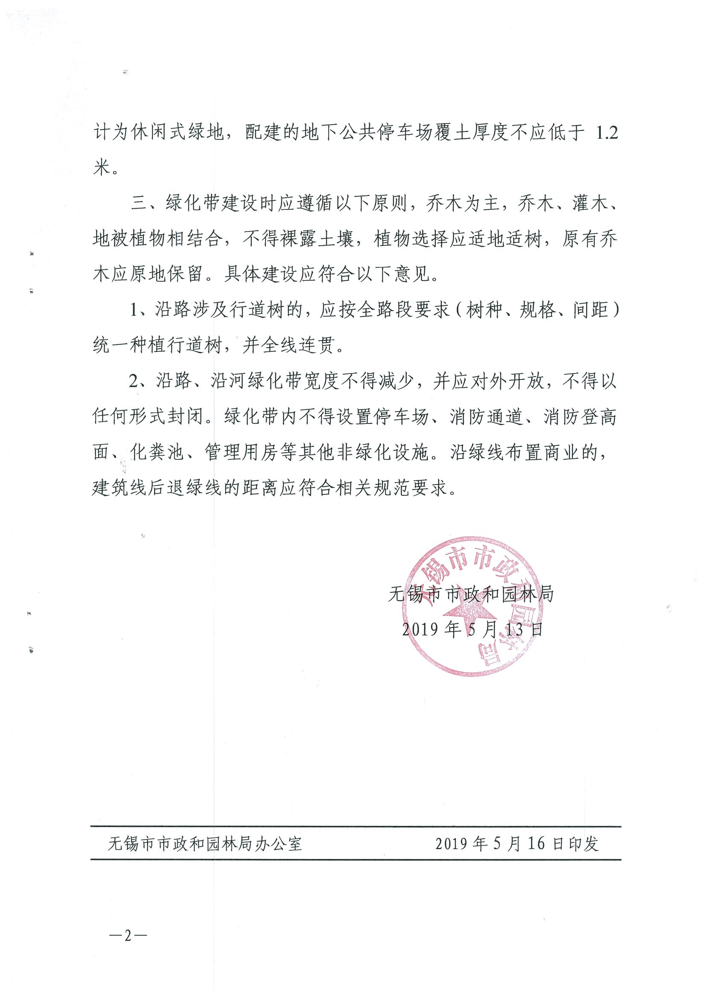 计为休闲式绿地，配建的地下公共停车场覆土厚度不应低于 1.2
米。
三、绿化带建设时应遵循以下原则，乔木为主，乔木、灌木、
地被植物相结合，不得裸露土壤，植物选择应适地适树，原有乔
木应原地保留。具体建设应符合以下意见。
1、沿路涉及行道树的，应按全路段要求（树种、规格、间距）
统一种植行道树，并全线连贯。
2、沿路、沿河绿化带宽度不得减少，并应对外开放，不得以
任何形式封闭。绿化带内不得设置停车场、消防通道、消防登高
面、化粪池、管理用房等其他非绿化设施。沿绿线布置商业的，
建筑线后退绿线的距离应符合相关规范要求。
无锡市市政和园林局
无锡市市政和园林局
2019 年 5 月 13 日
无锡市市政和园林局办公室 2019 年 5 月 16 日印发
—2—